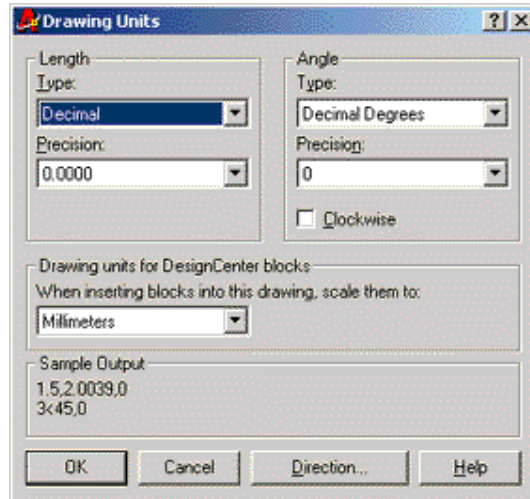 Drawing Units
Length
Type:
Decimal
Precision:
0.0000
Angle
Type:
Decimal Degrees
Precision:
0
Clockwise
Drawing units for DesignCenter blocks
When inserting blocks into this drawing, scale them to:
Millimeters
Sample Output
1.5,2.0039,0
3<45,0
OK
Cancel
Direction...
Help